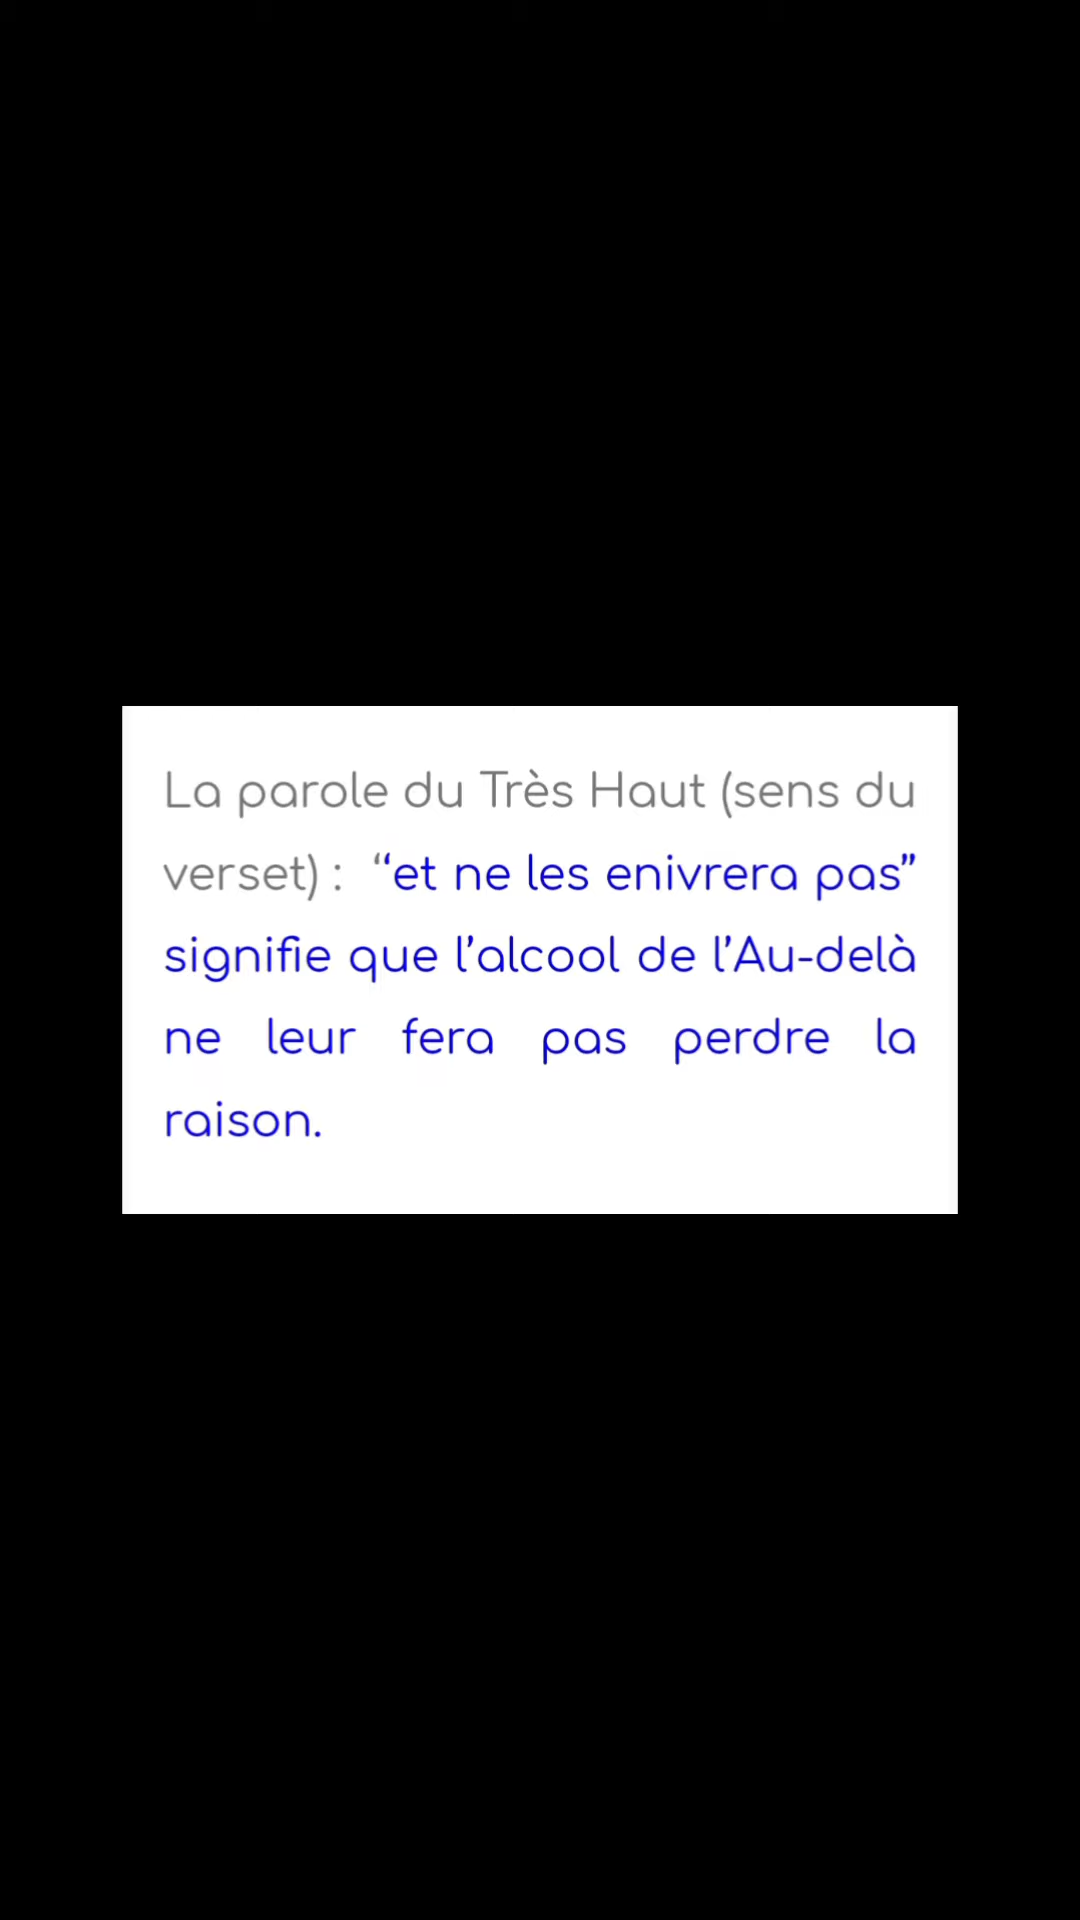 La parole du Très Haut (sens du
verset) : “et ne les enivrera pas”
signifie que l’alcool de l’Au-delà
ne leur fera pas perdre la
raison.